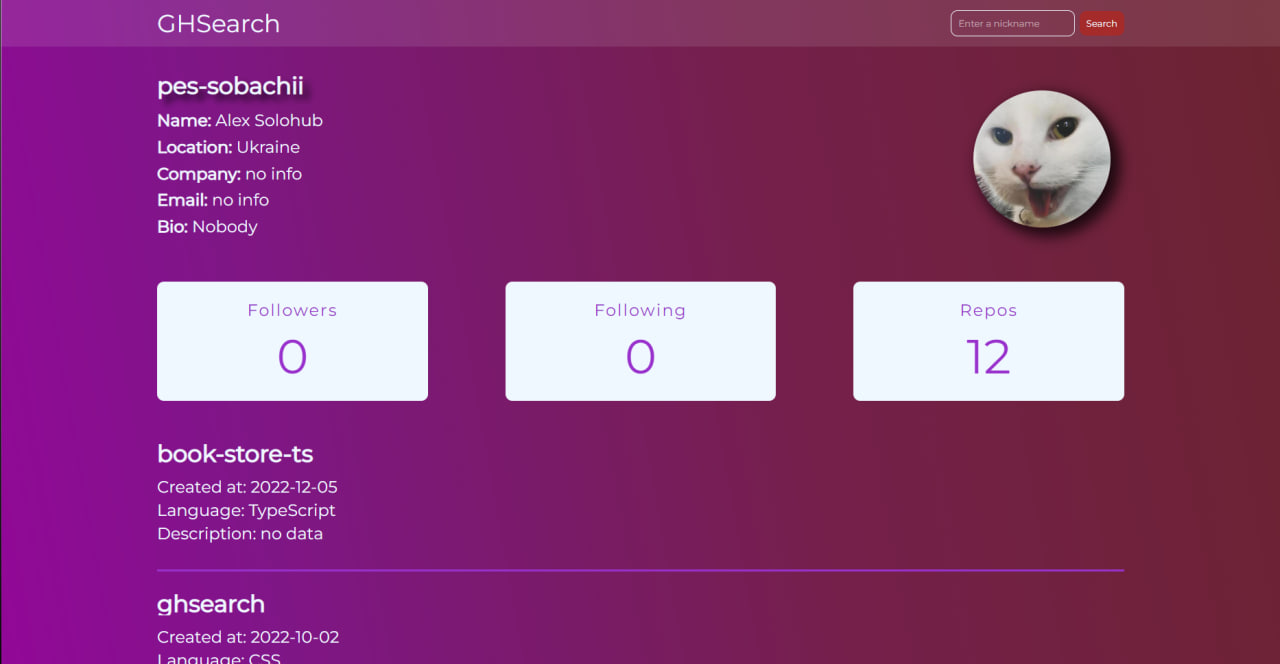 GHSearch
Enter a nickname
Search
pes-sobachii
Name: Alex Solohub
Location: Ukraine
Company: no info
Email: no info
Bio: Nobody
Followers
0
Following
0
Repos
12
book-store-ts
Created at: 2022-12-05
Language: TypeScript
Description: no data
ghsearch
Created at: 2022-10-02
Language: CSS